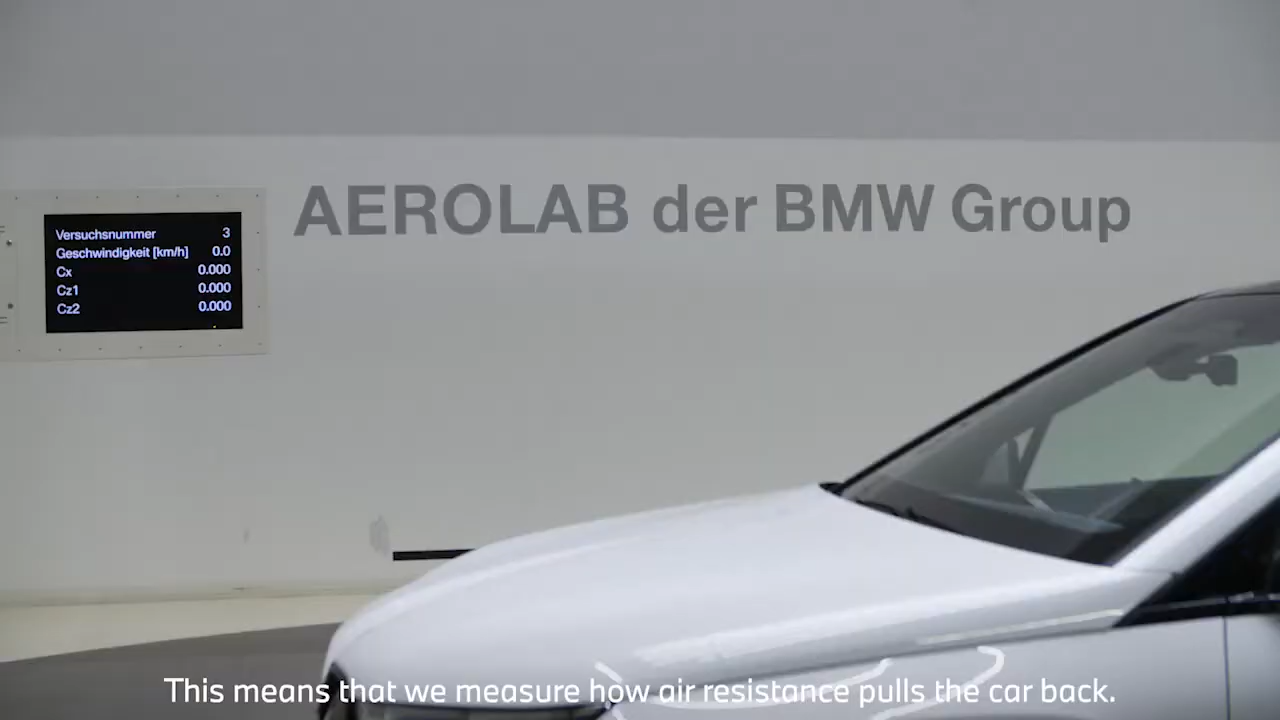 AEROLAB der BMW Group
Versuchsnummer 3
Geschwindigkeit [km/h] 0.0
Cx 0.000
Cz1 0.000
Cz2 0.000
This means that we measure how air resistance pulls the car back.